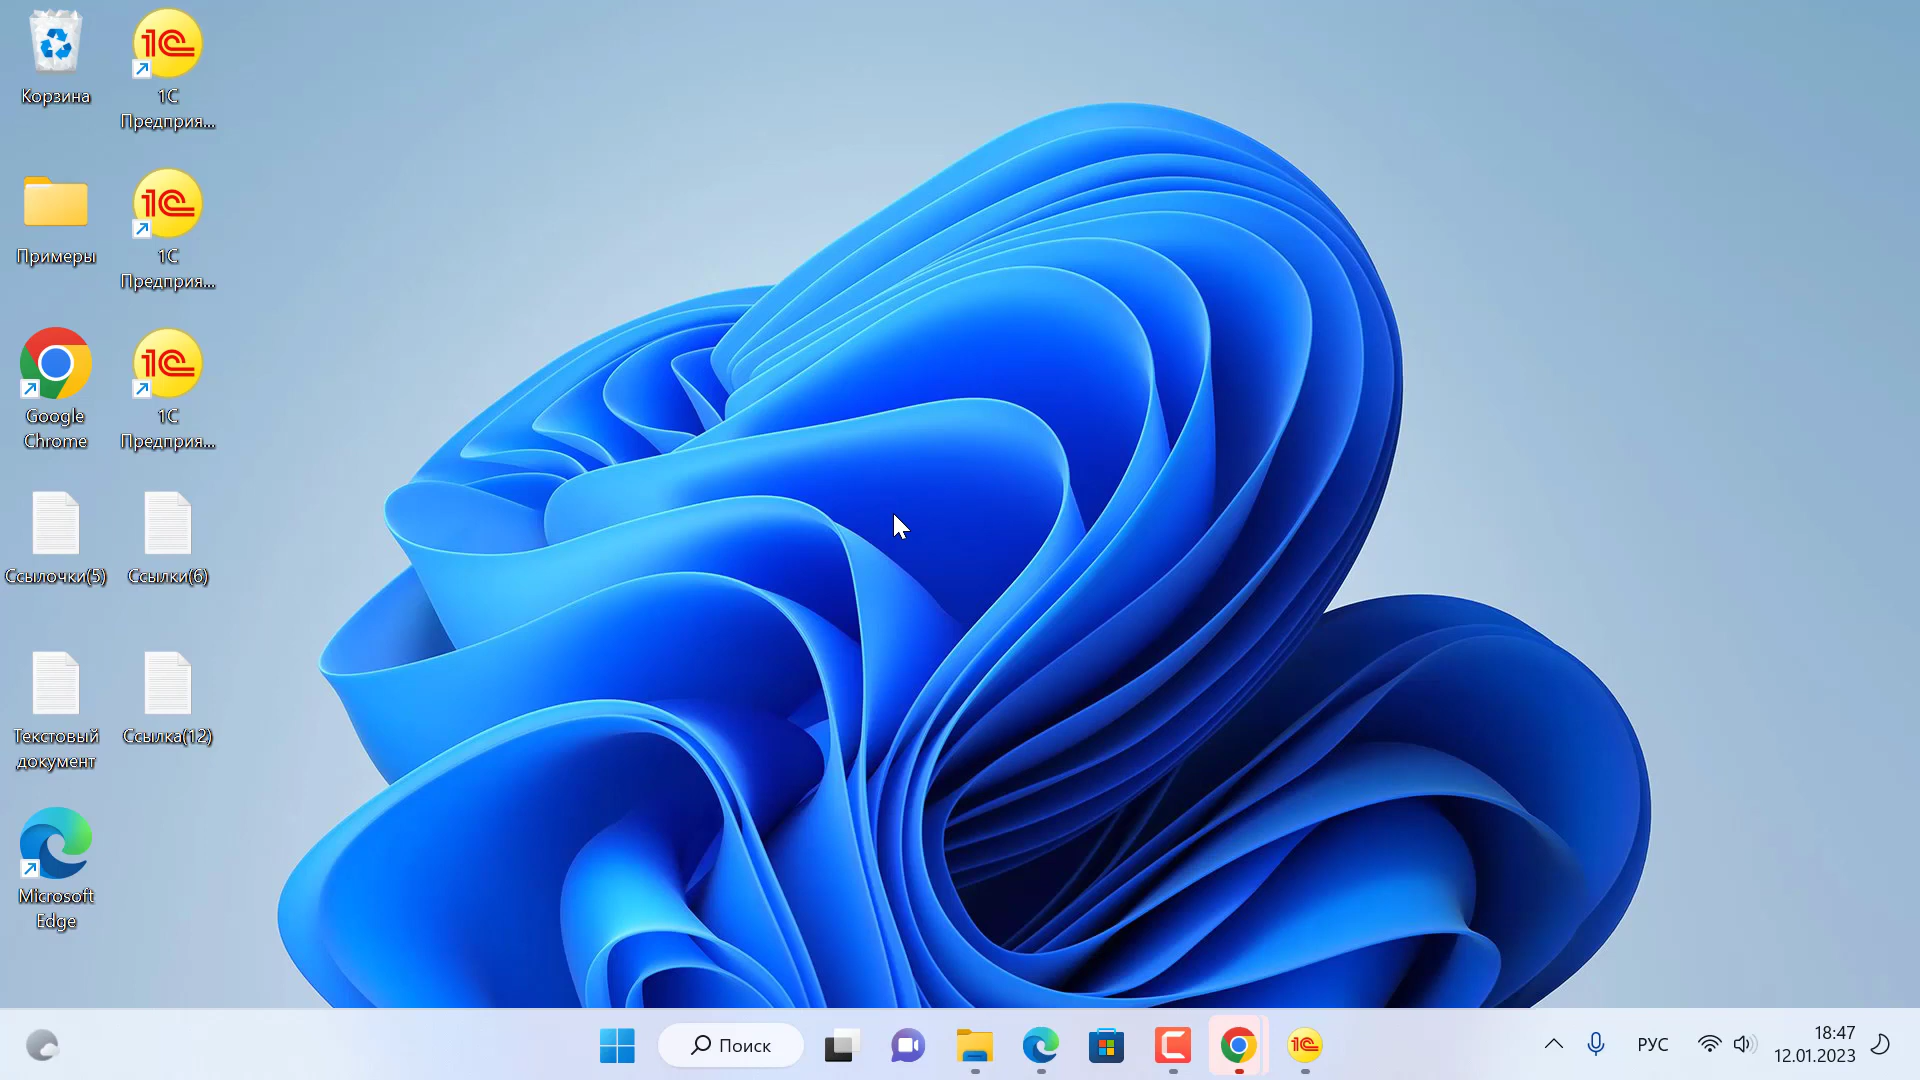 Корзина
1С
Предприя...
Примеры
1С
Предприя...
Google
Chrome
1С
Предприя...
Ссылочки(5)
Ссылки(6)
Текстовый
документ
Ссылка(12)
Microsoft
Edge
Поиск
РУС
18:47
12.01.2023